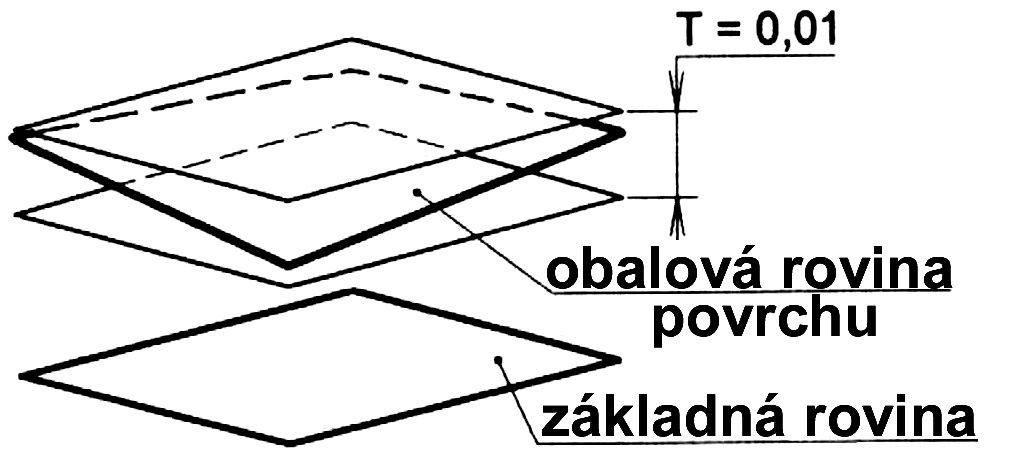 T = 0,01
obalová rovina
povrchu
základná rovina